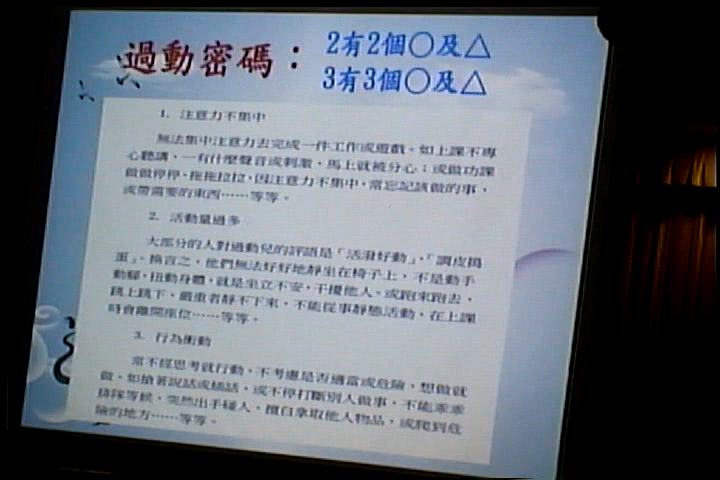 過動密碼：
2有2個○及△
3有3個○及△
1. 注意力不集中
無法集中注意力去完成一件工作或遊戲。如上課不專
心聽講，一有什麼聲音或刺激，馬上就被分心；或做功課
做做停停，拖拖拉拉，因注意力不集中，常忘記該做的事，
或帶需要的東西……等等。
2. 活動量過多
大部分的人對過動兒的評語是「活潑好動」、「調皮搗
蛋」。換言之，他們無法好好地靜坐在椅子上，不是動手
動腳，扭動身體，就是坐立不安，干擾他人，或跑來跑去，
跳上跳下，嚴重者靜不下來，不能從事靜態活動，在上課
時會離開座位……等等。
3. 行為衝動
常不經思考就行動，不考慮是否適當或危險，想做就
做。如搶著說話或插話，或不停打斷別人做事，不能乖乖
排隊等候，突然出手碰人，擅自拿取他人物品，或爬到危
險的地方……等等。